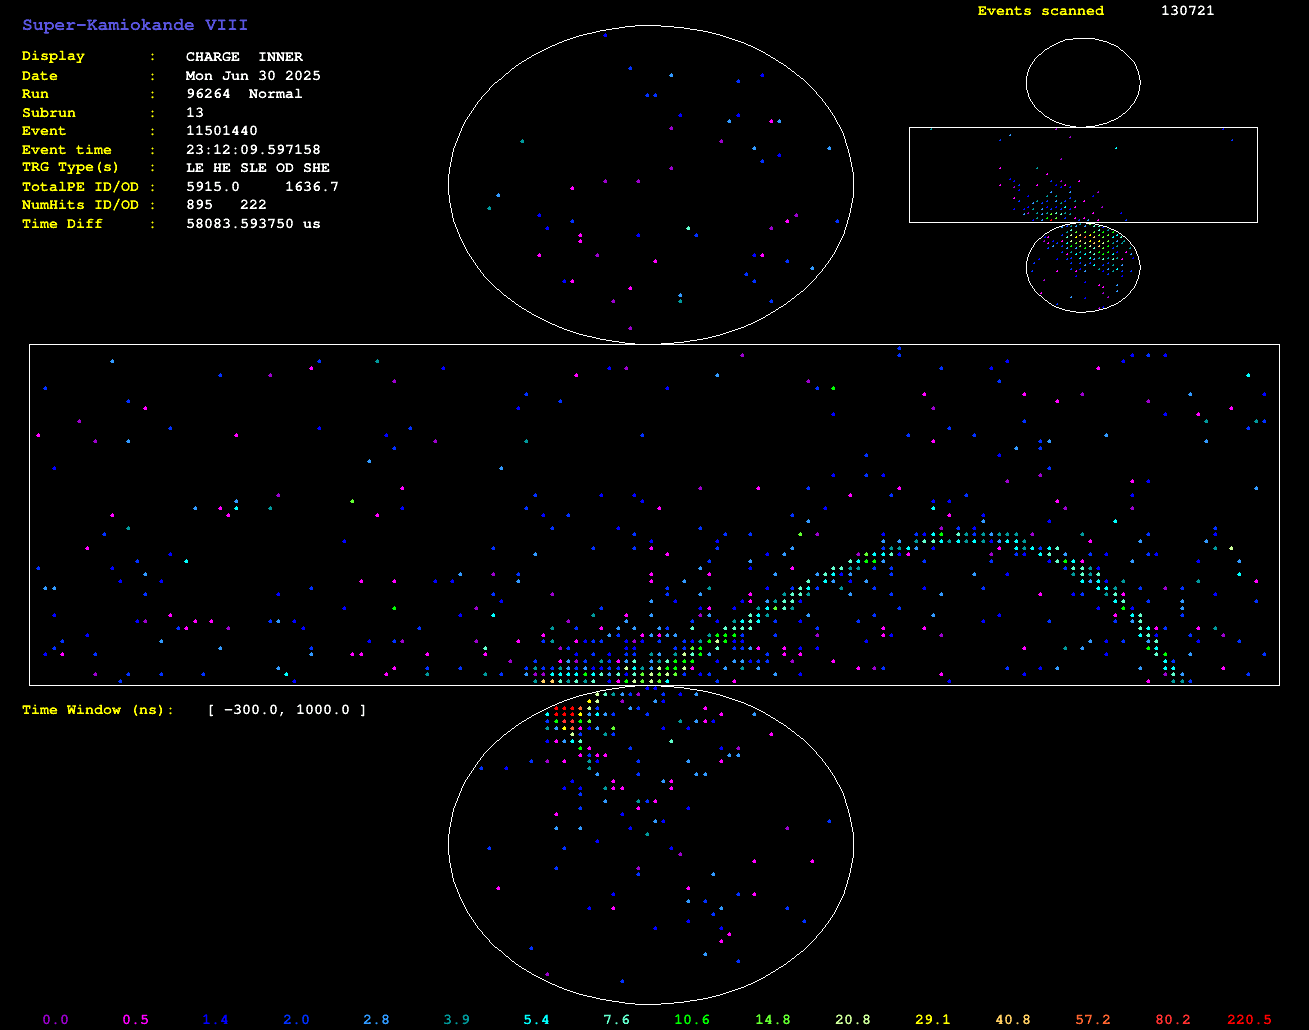 Super-Kamiokande VIII
Events scanned 130721
Display : CHARGE INNER
Date : Mon Jun 30 2025
Run : 96264 Normal
Subrun : 13
Event : 11501440
Event time : 23:12:09.597158
TRG Type(s) : LE HE SLE OD SHE
TotalPE ID/OD : 5915.0 1636.7
NumHits ID/OD : 895 222
Time Diff : 58083.593750 us
Time Window (ns): [ -300.0, 1000.0 ]
0.0 0.5 1.4 2.0 2.8 3.9 5.4 7.6 10.6 14.8 20.8 29.1 40.8 57.2 80.2 220.5